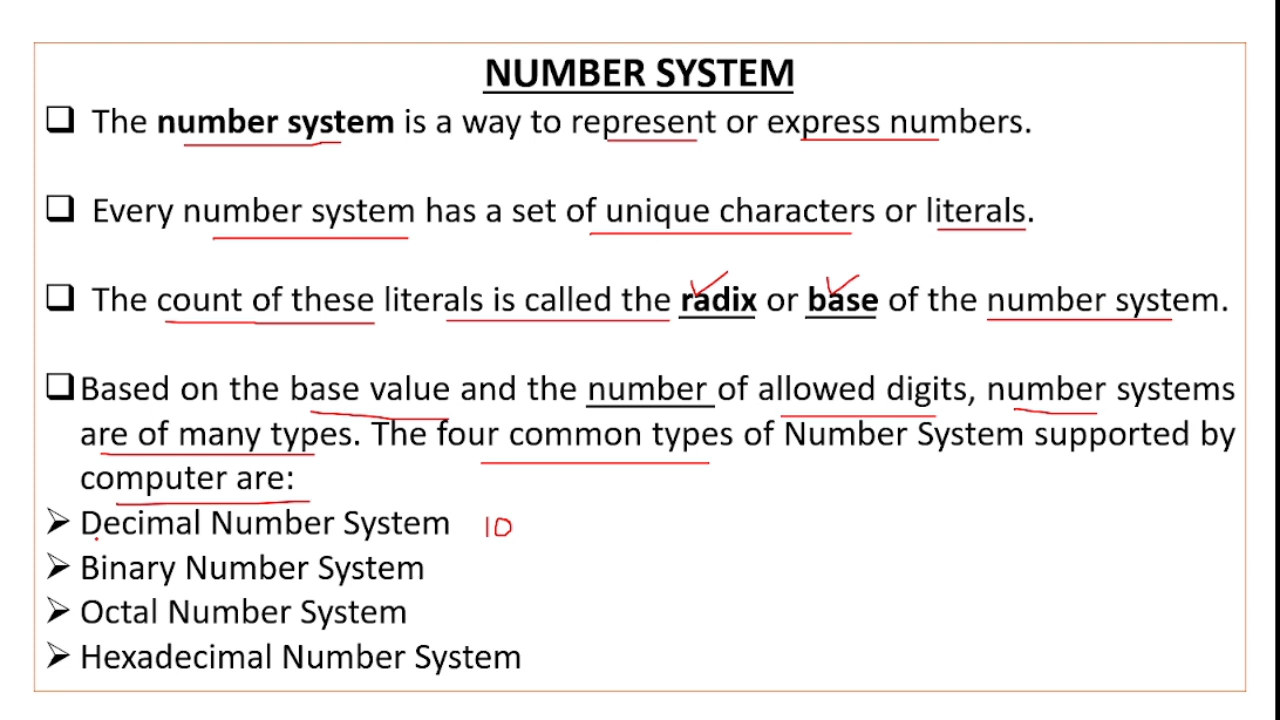 NUMBER SYSTEM
❑ The number system is a way to represent or express numbers.
❑ Every number system has a set of unique characters or literals.
❑ The count of these literals is called the radix or base of the number system.
❑ Based on the base value and the number of allowed digits, number systems
are of many types. The four common types of Number System supported by
computer are:
➢ Decimal Number System 10
➢ Binary Number System
➢ Octal Number System
➢ Hexadecimal Number System